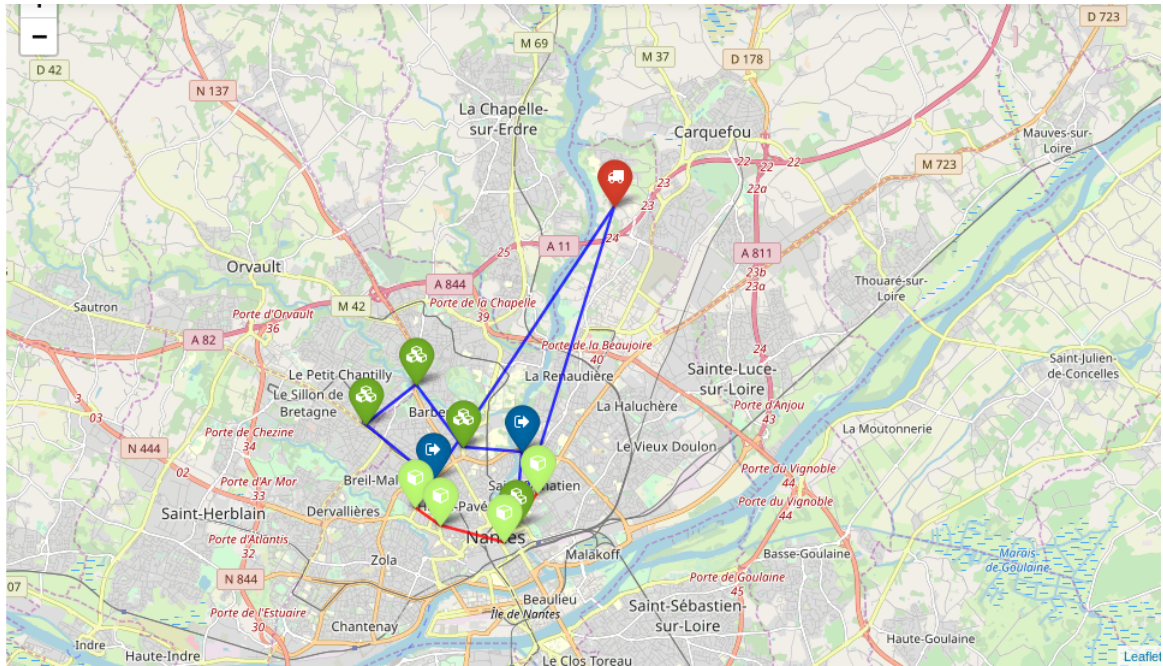 +
−
D 723
M 69
M 37
D 178
D 42
N 137
La Chapelle-
sur-Erdre
Carquefou
Mauves-sur-
Loire
22
22
22
M 723
23
22a
23
24
A 11
25
A 811
Orvault
23b
23a
Thouaré-sur-
Loire
A 844
Sautron
M 42
Porte de la Chapelle
39
Porte d'Orvault
36
A 82
Porte de la Beaujoire
40
24
Sainte-Luce-
sur-Loire
Saint-Julien-
de-Concelles
Le Petit Chantilly
La Renaudière
Le Sillon de
Bretagne
03
La Haluchère
Porte d'Anjou
43
Porte de Chezine
34
La Moutonnerie
N 444
Le Vieux Doulon
02
Porte du Vignoble
44
Porte d'Ar Mor
33
Porte du Vignoble
44
Saint-Herblain
Dervallières
Nantes
Porte d'Atlantis
32
Zola
Malakoff
Basse-Goulaine
Marais
de Goulaine
07
N 844
Porte de Goulaine
45
Beaulieu
Île de Nantes
Saint-Sébastien-
sur-Loire
Porte de l'Estuaire
30
Chantenay
Haute-Goulaine
Indre
Haute-Indre
Le Clos Toreau
Leaflet